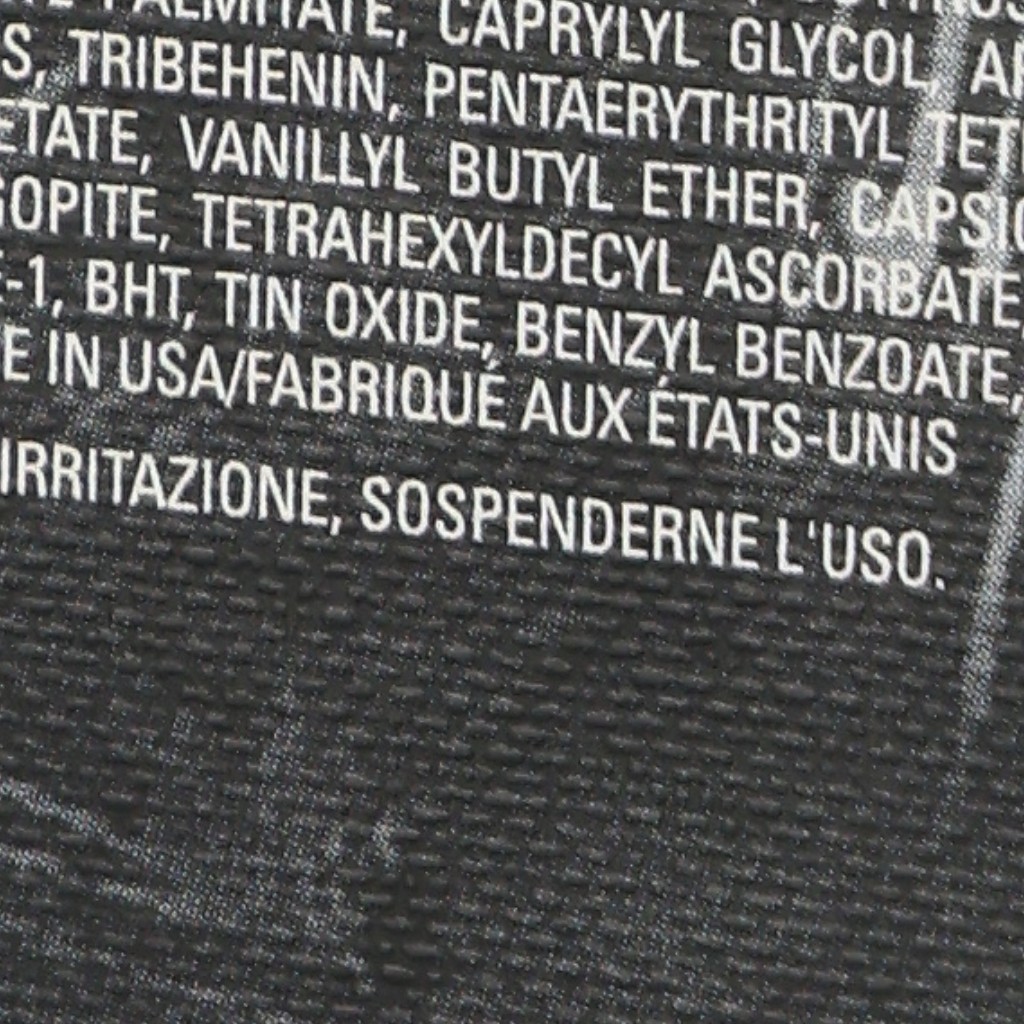 PALMITATE, CAPRYLYL GLYCOL,
S, TRIBEHENIN, PENTAERYTHRITYL
VANILLYL BUTYL ETHER,
TETRAHEXYLDECYL ASCORBATE
E-1, BHT, TIN OXIDE, BENZYL BENZOATE,
E IN USA/FABRIQUÉ AUX ÉTATS-UNIS
IRRITAZIONE, SOSPENDERNE L'USO.